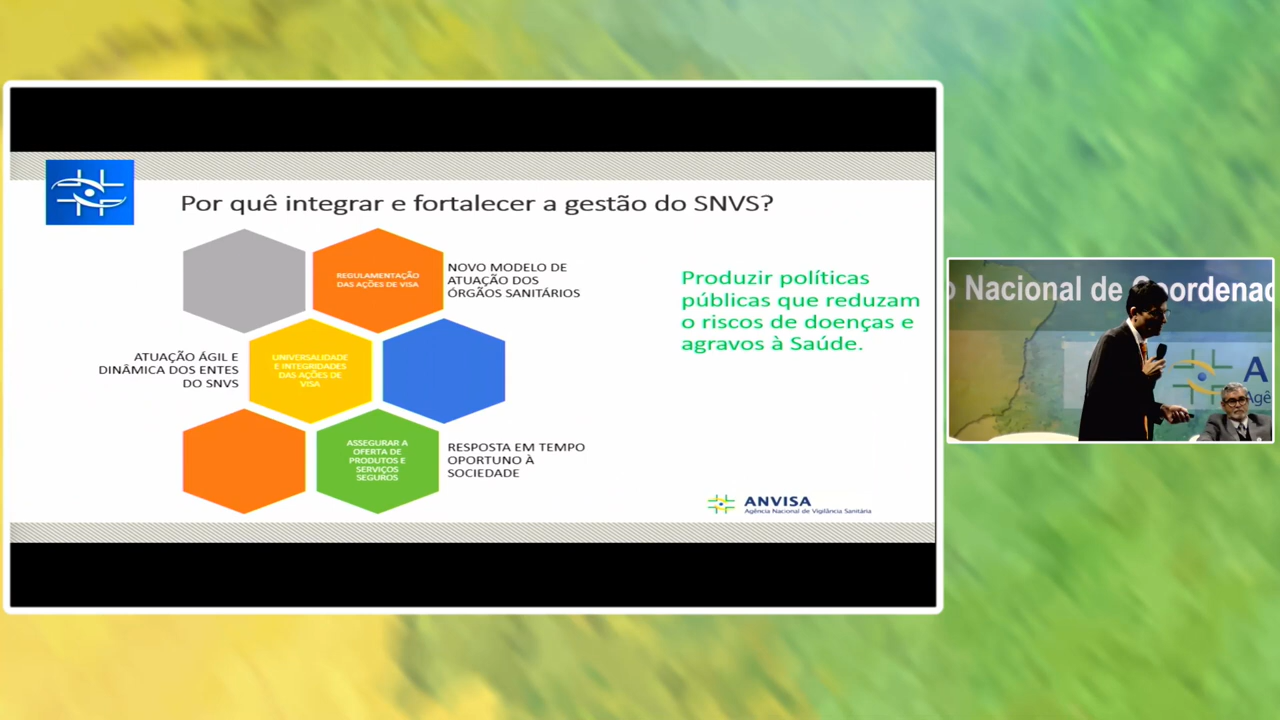 Por quê integrar e fortalecer a gestão do SNVS?
REGULAMENTAÇÃO
DAS AÇÕES DE VISA
NOVO MODELO DE
ATUAÇÃO DOS
ÓRGÃOS SANITÁRIOS
ATUAÇÃO ÁGIL E
DINÂMICA DOS ENTES
DO SNVS
UNIVERSALIDADE
E INTEGRIDADES
DAS AÇÕES DE
VISA
ASSEGURAR A
OFERTA DE
PRODUTOS E
SERVIÇOS
SEGUROS
RESPOSTA EM TEMPO
OPORTUNO À
SOCIEDADE
Produzir políticas
públicas que reduzam
o riscos de doenças e
agravos à Saúde.
ANVISA
Agência Nacional de Vigilância Sanitária
o Nacional de Coordenac
A
Agê